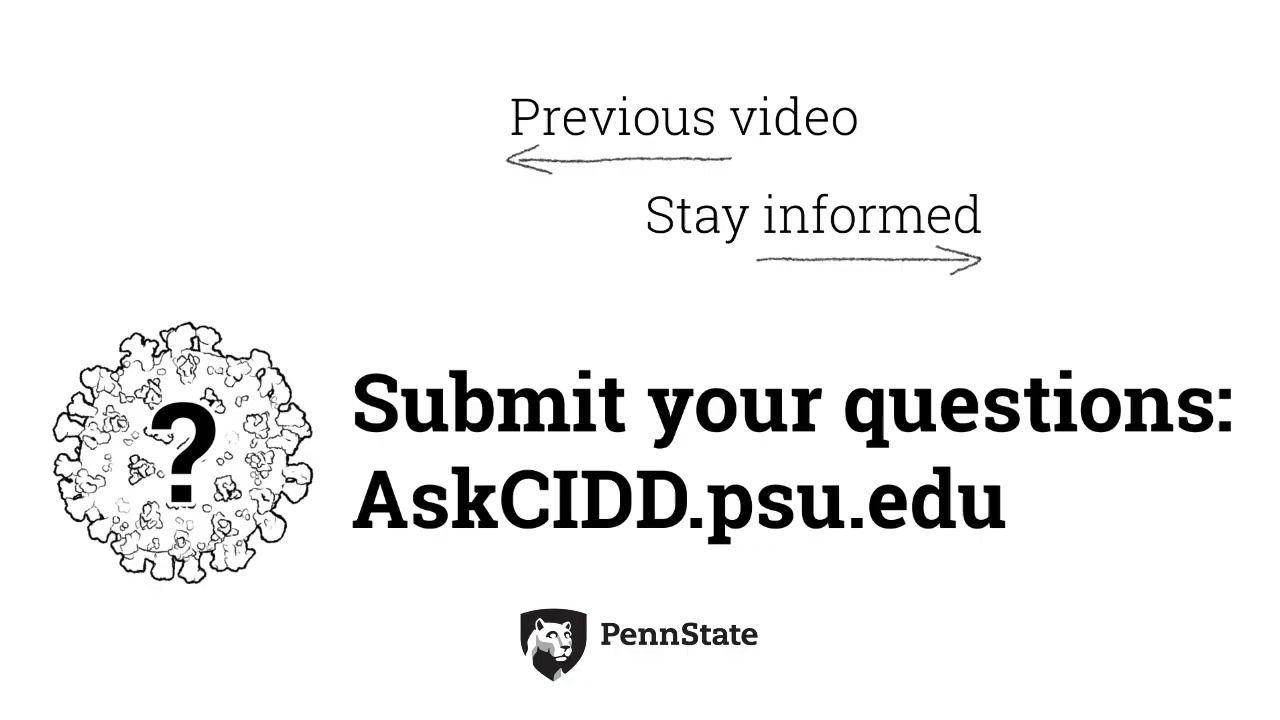 Previous video
Stay informed
?
Submit your questions:
AskCIDD.psu.edu
PennState